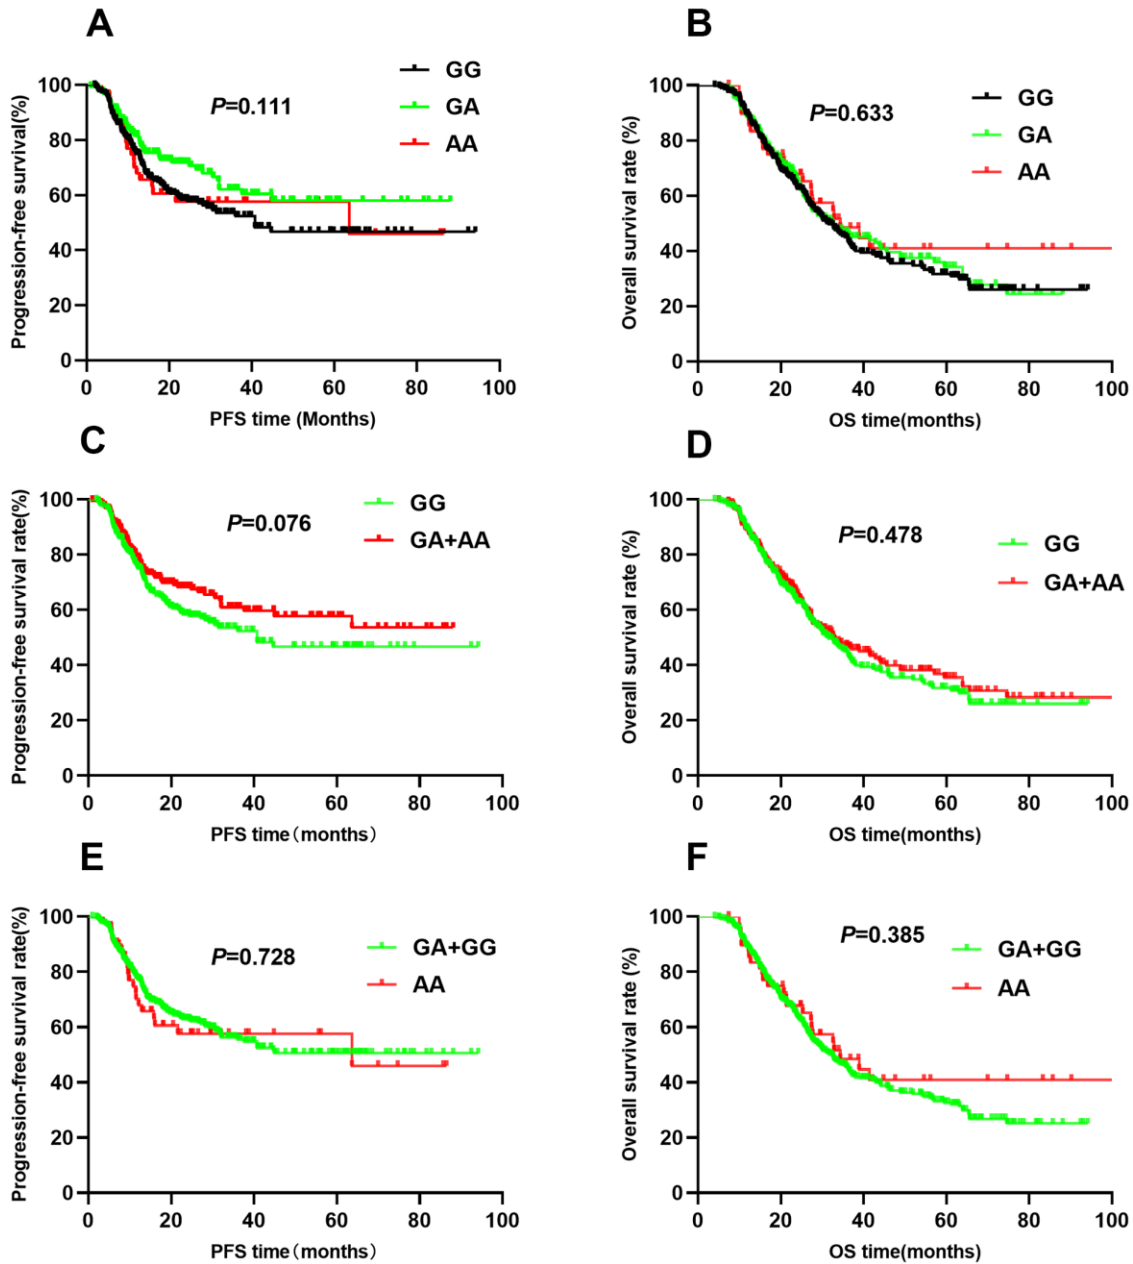 A
Progression-free survival(%)
100
80
60
40
20
0
P=0.111
GG
GA
AA
0 20 40 60 80 100
PFS time (Months)
B
Overall survival rate (%)
100
80
60
40
20
0
P=0.633
GG
GA
AA
0 20 40 60 80 100
OS time(months)
C
Progression-free survival rate(%)
100
80
60
40
20
0
P=0.076
GG
GA+AA
0 20 40 60 80 100
PFS time（months）
D
Overall survival rate (%)
100
80
60
40
20
0
P=0.478
GG
GA+AA
0 20 40 60 80 100
OS time(months)
E
Progression-free survival rate(%)
100
80
60
40
20
0
P=0.728
GA+GG
AA
0 20 40 60 80 100
PFS time（months）
F
Overall survival rate (%)
100
80
60
40
20
0
P=0.385
GA+GG
AA
0 20 40 60 80 100
OS time(months)